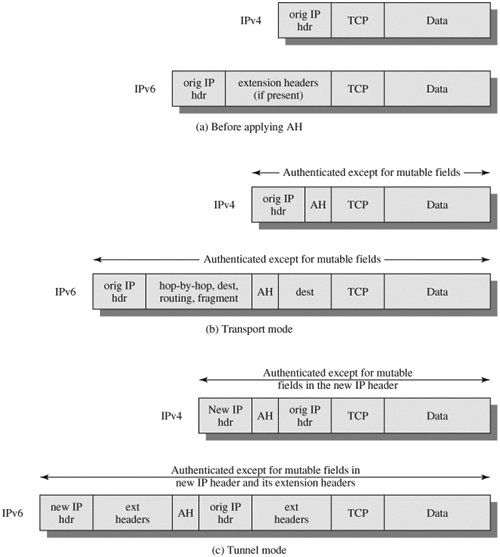 IPv4
orig IP
hdr
TCP
Data
IPv6
orig IP
hdr
extension headers
(if present)
TCP
Data
(a) Before applying AH
Authenticated except for mutable fields
IPv4
orig IP
hdr
AH
TCP
Data
Authenticated except for mutable fields
IPv6
orig IP
hdr
hop-by-hop, dest,
routing, fragment
AH
dest
TCP
Data
(b) Transport mode
Authenticated except for mutable
fields in the new IP header
IPv4
New IP
hdr
AH
orig IP
hdr
TCP
Data
Authenticated except for mutable fields in
new IP header and its extension headers
IPv6
new IP
hdr
ext
headers
AH
orig IP
hdr
ext
headers
TCP
Data
(c) Tunnel mode